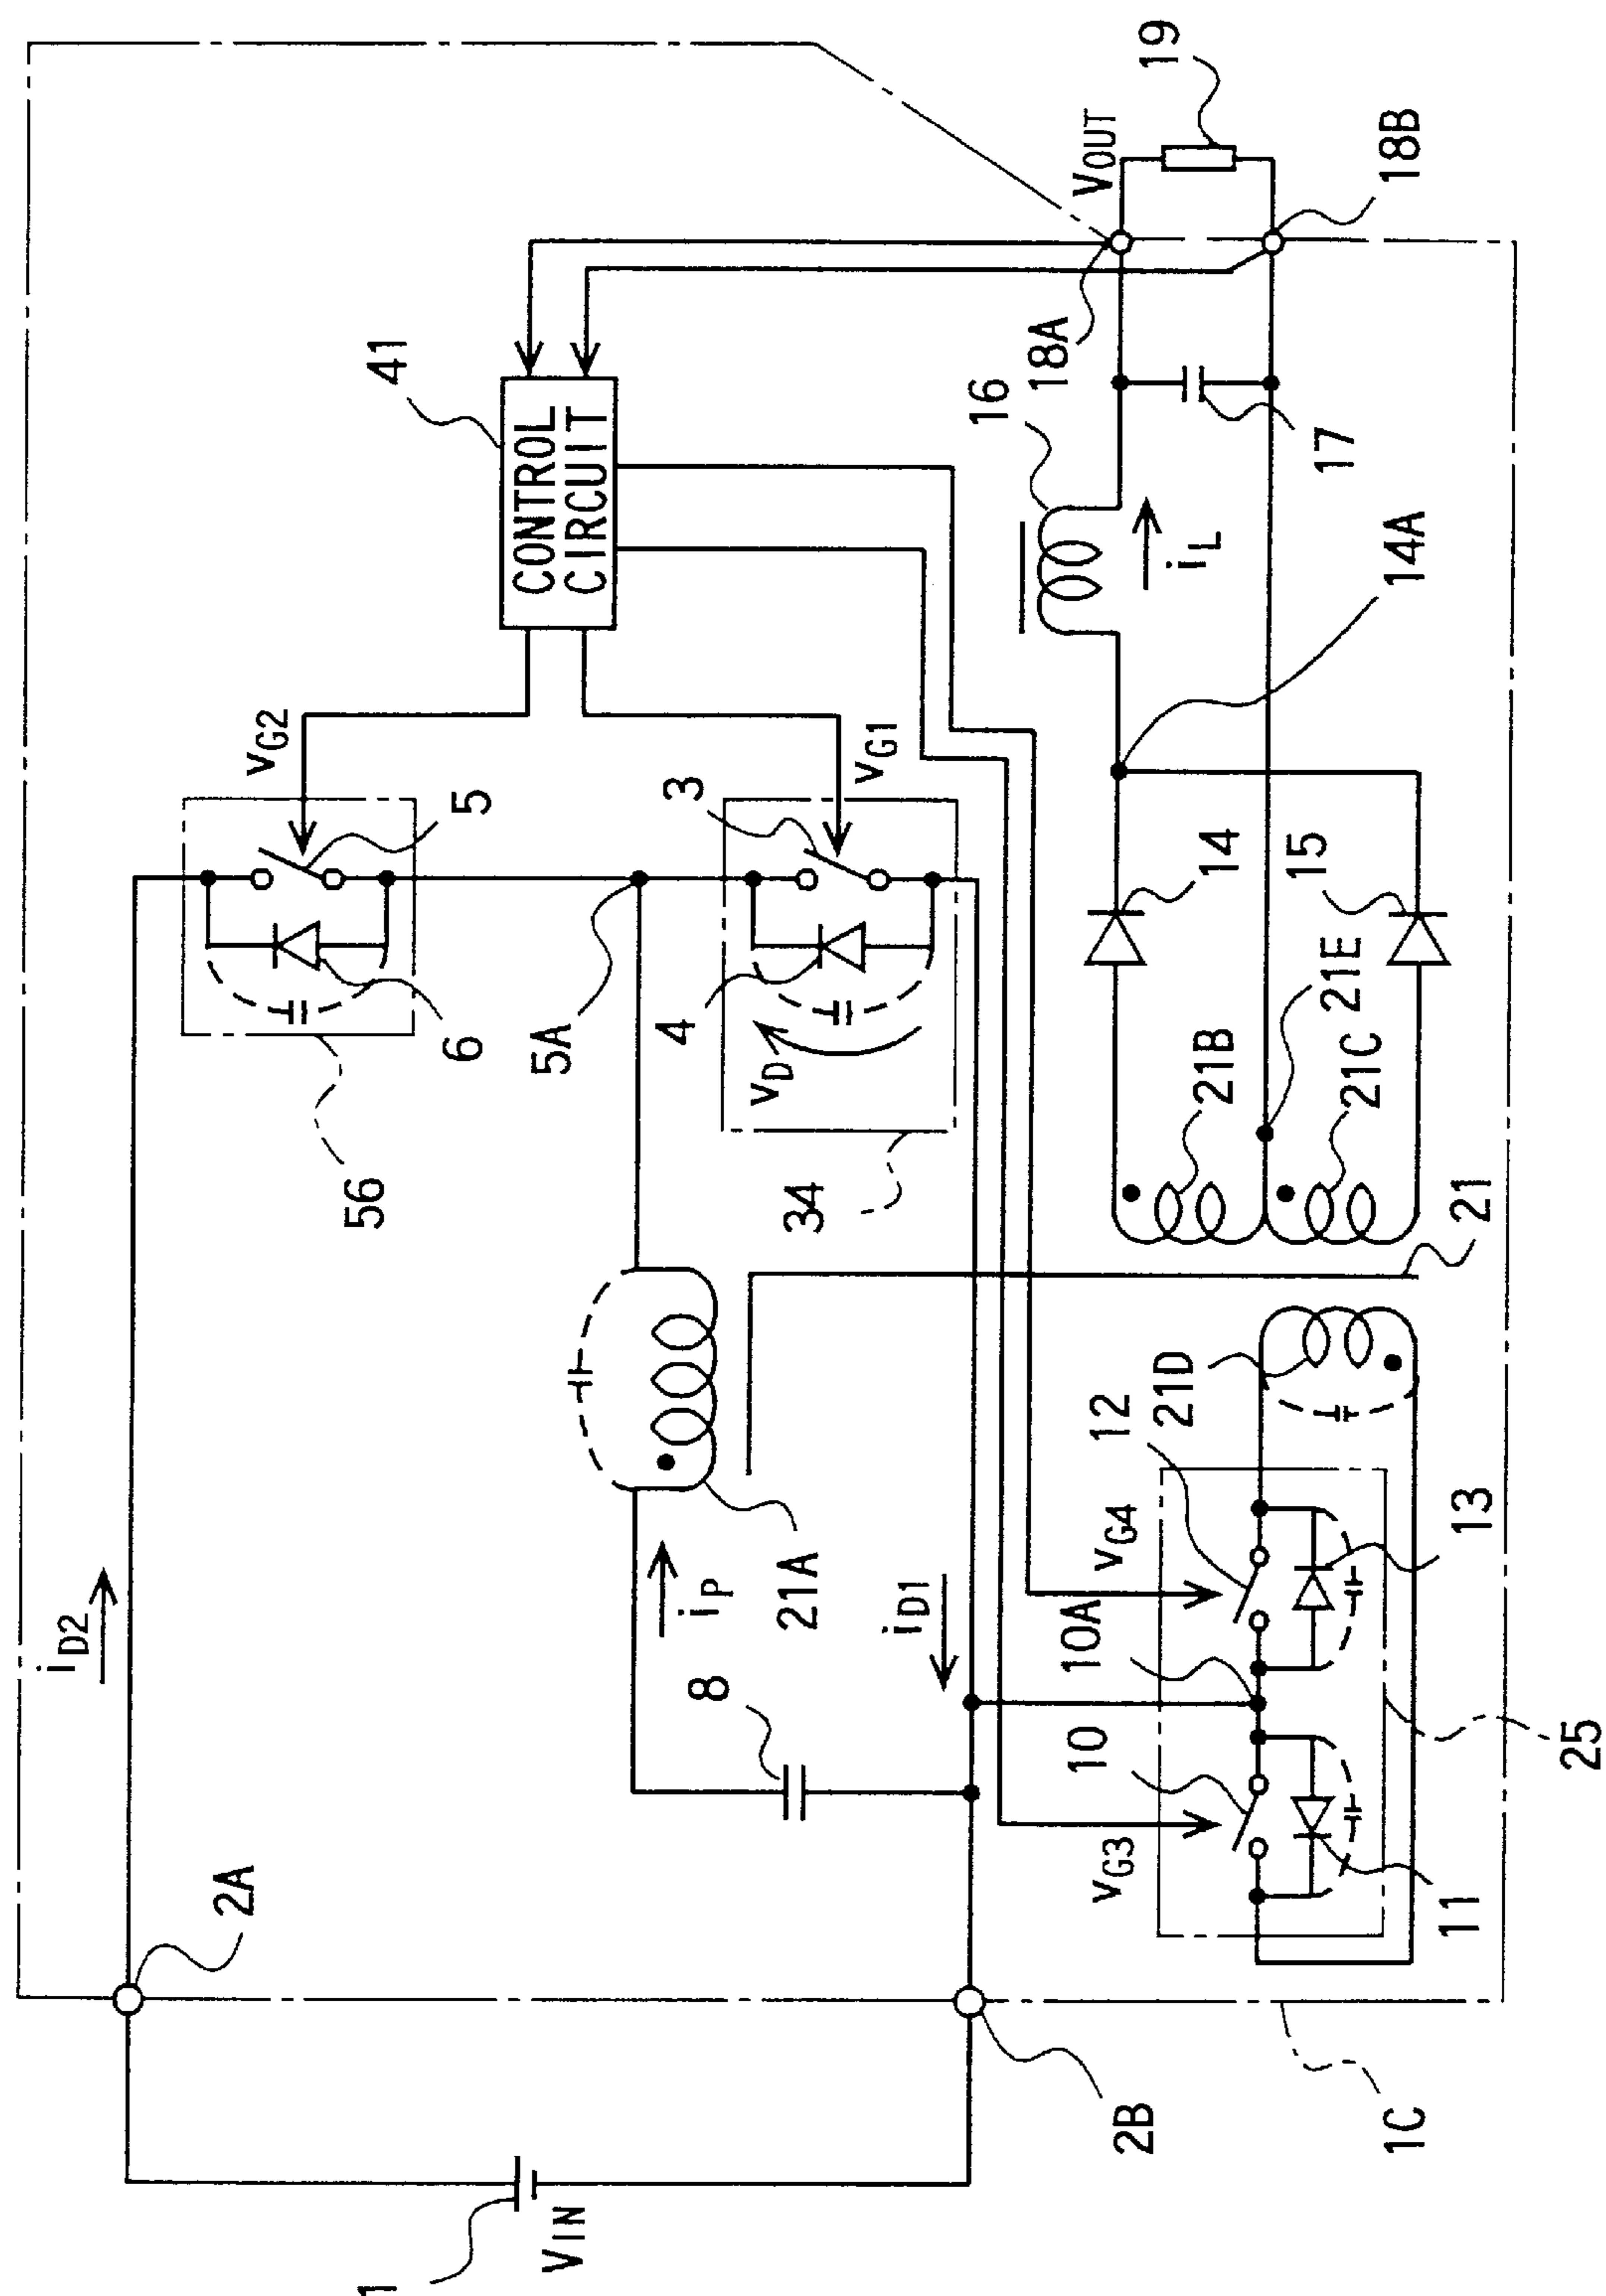 1
V_IN
2A
2B
1C
i_D2
8
i_P
21A
i_D1
5A
56
6
5
V_G2
34
V_D
4
3
V_G1
41
CONTROL
CIRCUIT
V_G3
10
10A
V_G4
12
21D
11
25
13
21
21B
21C
21E
14
15
14A
16
i_L
17
18A
V_OUT
18B
19